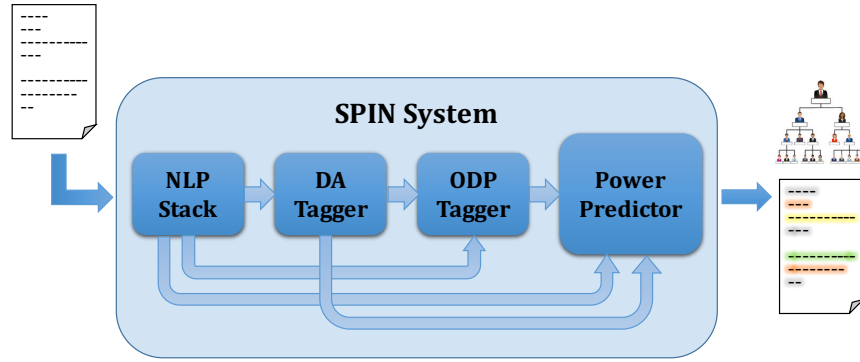 SPIN System
NLP
Stack
DA
Tagger
ODP
Tagger
Power
Predictor